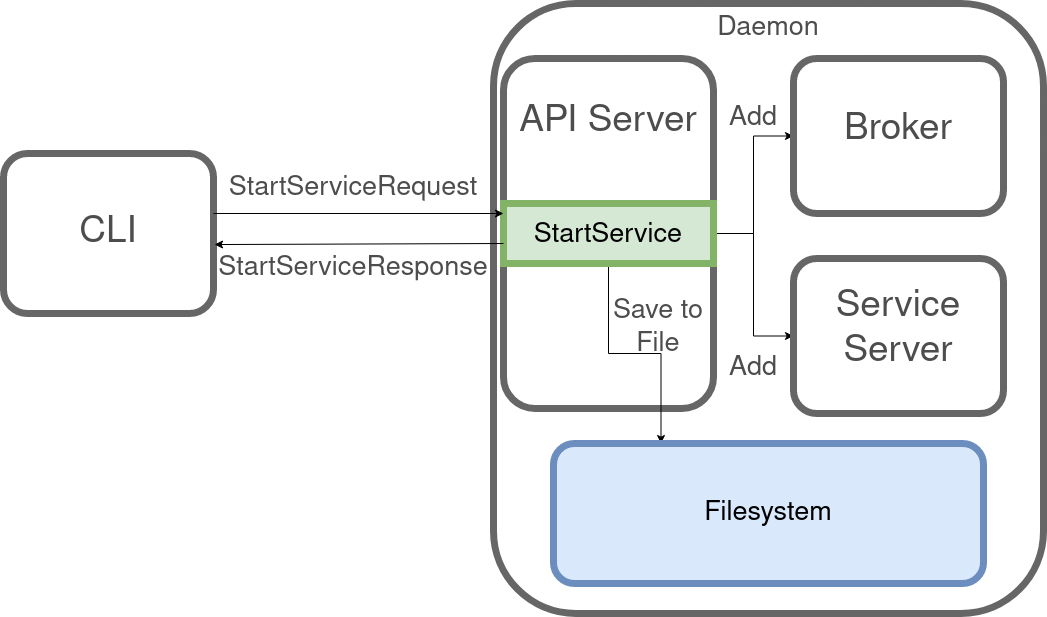 Daemon
API Server
Add
Broker
StartServiceRequest
CLI
StartService
StartServiceResponse
Save to
File
Service
Server
Add
Filesystem